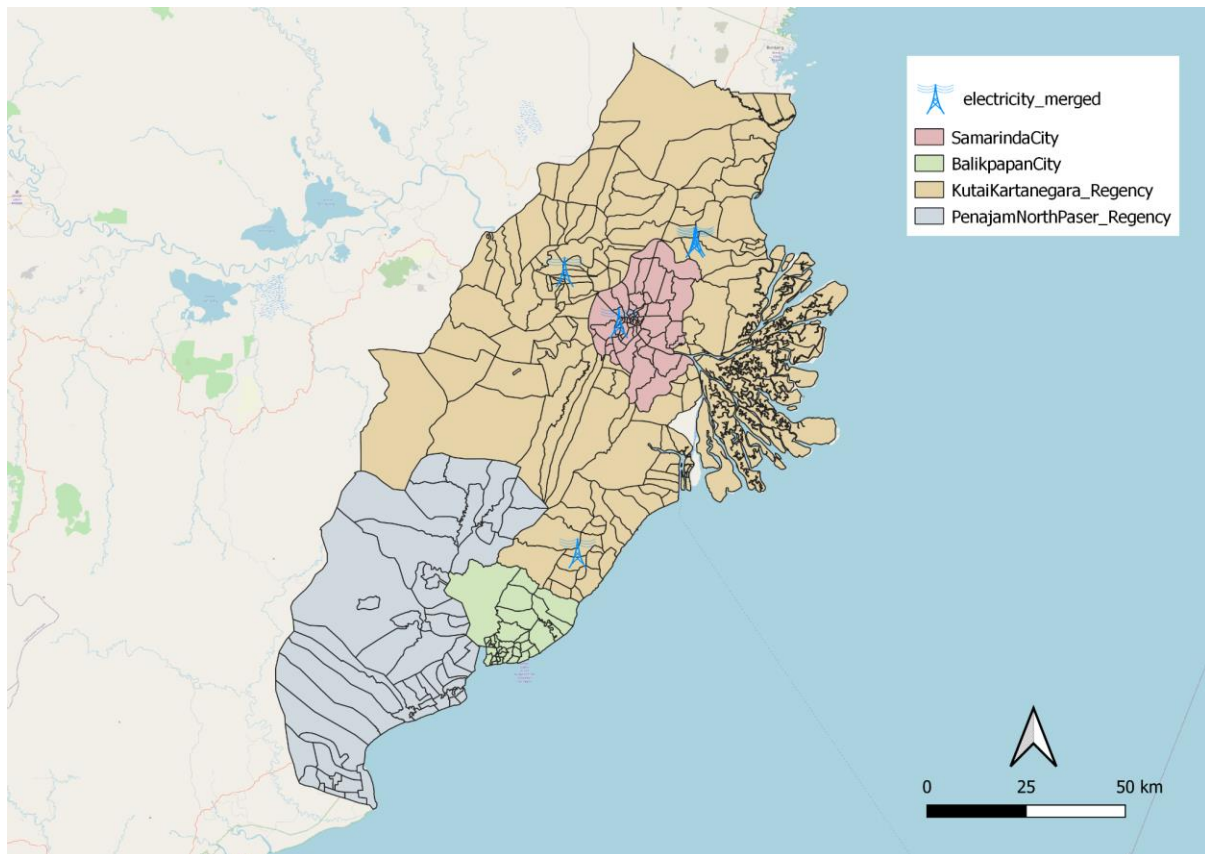 electricity_merged
SamarindaCity
BalikpapanCity
KutaiKartanegara_Regency
PenajamNorthPaser_Regency
0 25 50 km